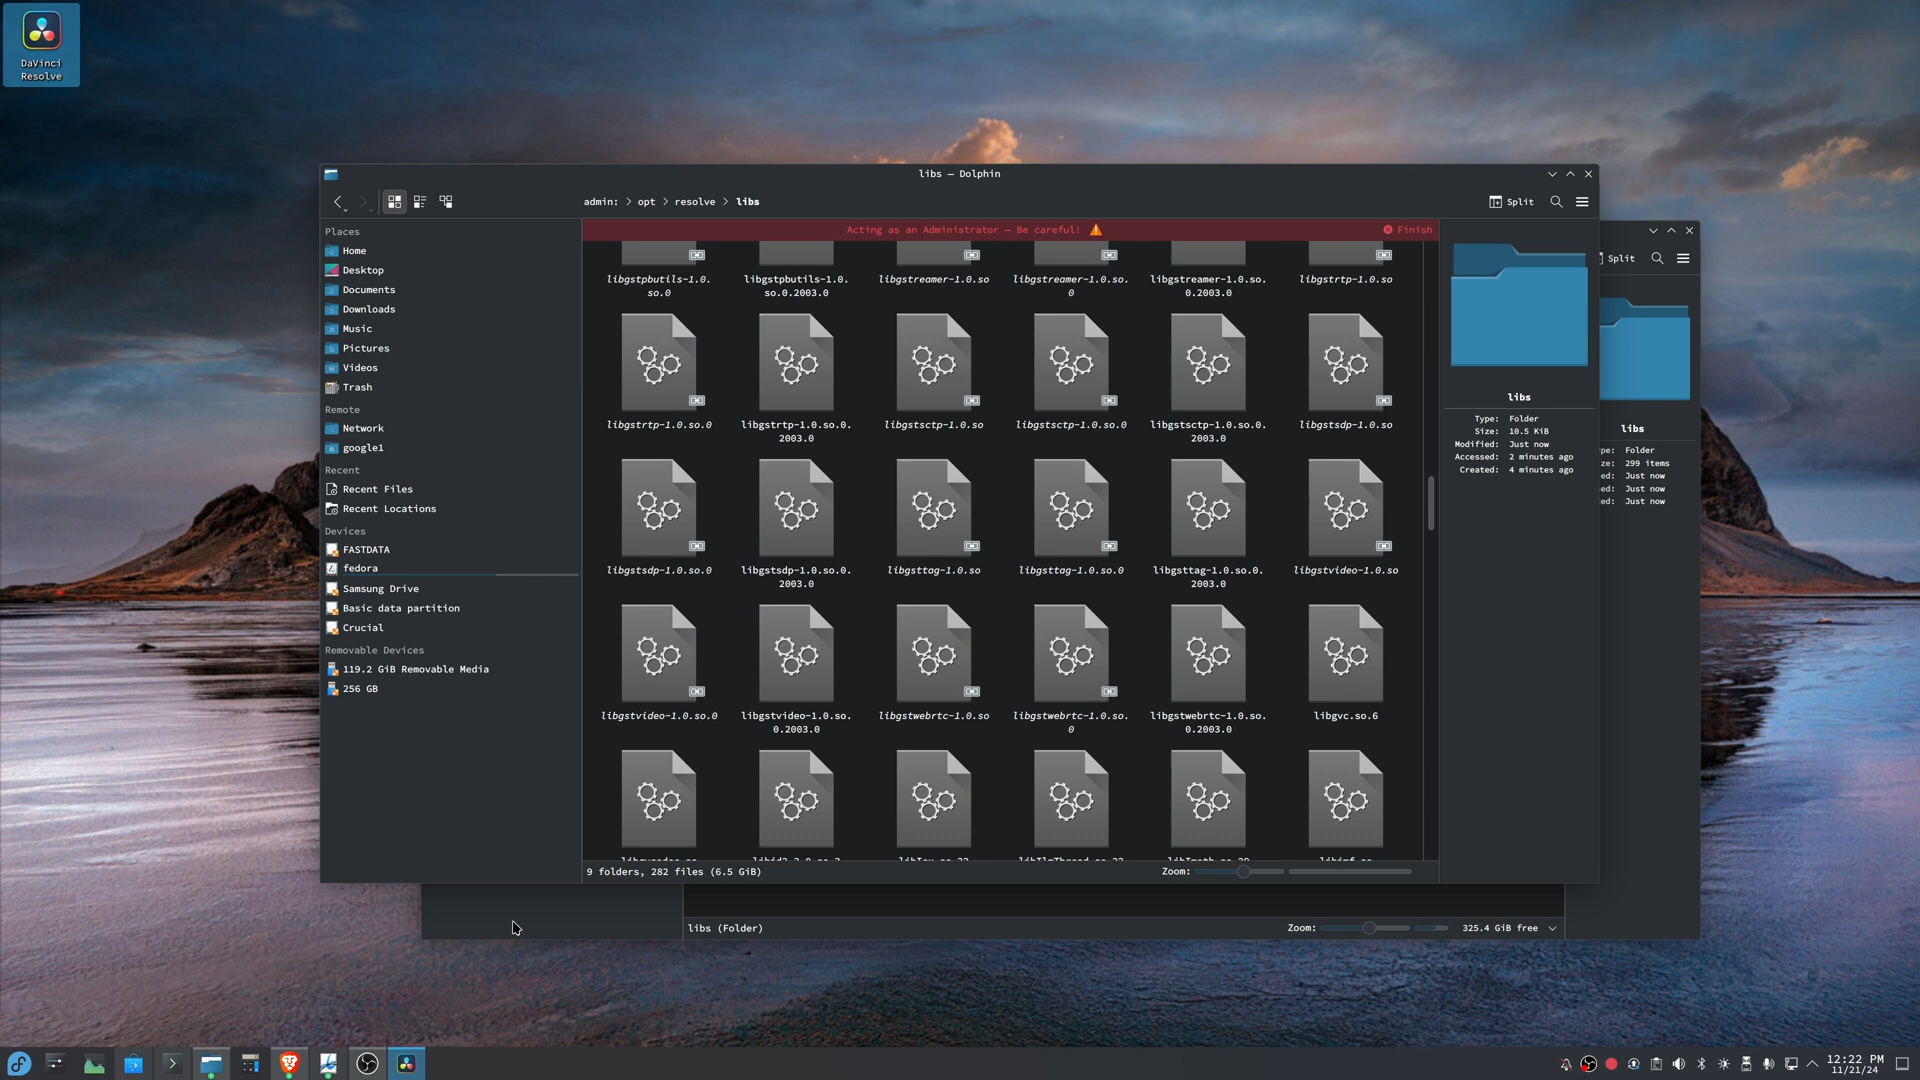 DaVinci
Resolve
libs — Dolphin
admin: > opt > resolve > libs
Split
Acting as an Administrator — Be careful!
Finish
Places
Home
Desktop
Documents
Downloads
Music
Pictures
Videos
Trash
Remote
Network
google1
Recent
Recent Files
Recent Locations
Devices
FASTDATA
fedora
Samsung Drive
Basic data partition
Crucial
Removable Devices
119.2 GiB Removable Media
256 GB
libgstpbutils-1.0.
so.0
libgstpbutils-1.0.
so.0.2003.0
libgstreamer-1.0.so
libgstreamer-1.0.so.
0
libgstreamer-1.0.so.
0.2003.0
libgstrtp-1.0.so
libgstrtp-1.0.so.0
libgstrtp-1.0.so.0.
2003.0
libgstsctp-1.0.so
libgstsctp-1.0.so.0
libgstsctp-1.0.so.0.
2003.0
libgstsdp-1.0.so
libgstsdp-1.0.so.0
libgstsdp-1.0.so.0.
2003.0
libgsttag-1.0.so
libgsttag-1.0.so.0
libgsttag-1.0.so.0.
2003.0
libgstvideo-1.0.so
libgstvideo-1.0.so.0
libgstvideo-1.0.so.
0.2003.0
libgstwebrtc-1.0.so
libgstwebrtc-1.0.so.
0
libgstwebrtc-1.0.so.
0.2003.0
libgvc.so.6
9 folders, 282 files (6.5 GiB)
Zoom:
libs
Type: Folder
Size: 10.5 KiB
Modified: Just now
Accessed: 2 minutes ago
Created: 4 minutes ago
Split
libs
pe: Folder
ze: 299 items
ed: Just now
ed: Just now
ed: Just now
libs (Folder)
Zoom:
325.4 GiB free
12:22 PM
11/21/24